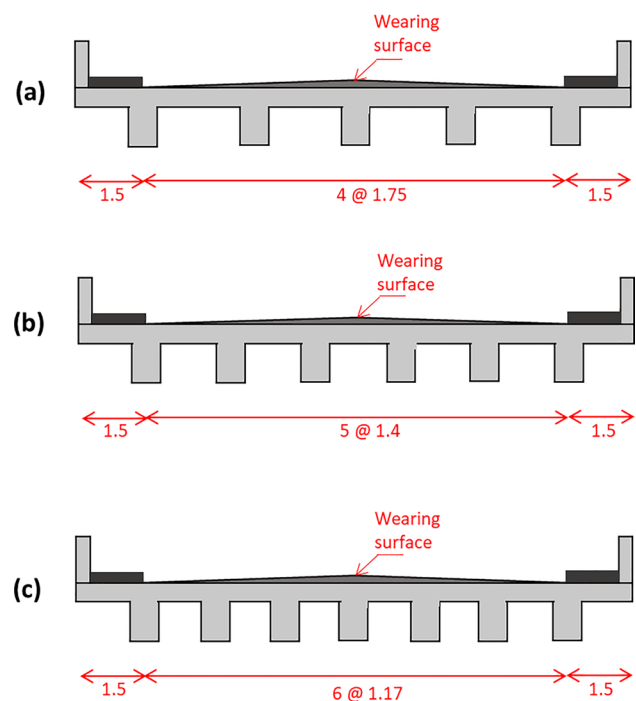 Wearing
surface
(a)
1.5
4 @ 1.75
1.5
Wearing
surface
(b)
1.5
5 @ 1.4
1.5
Wearing
surface
(c)
1.5
6 @ 1.17
1.5